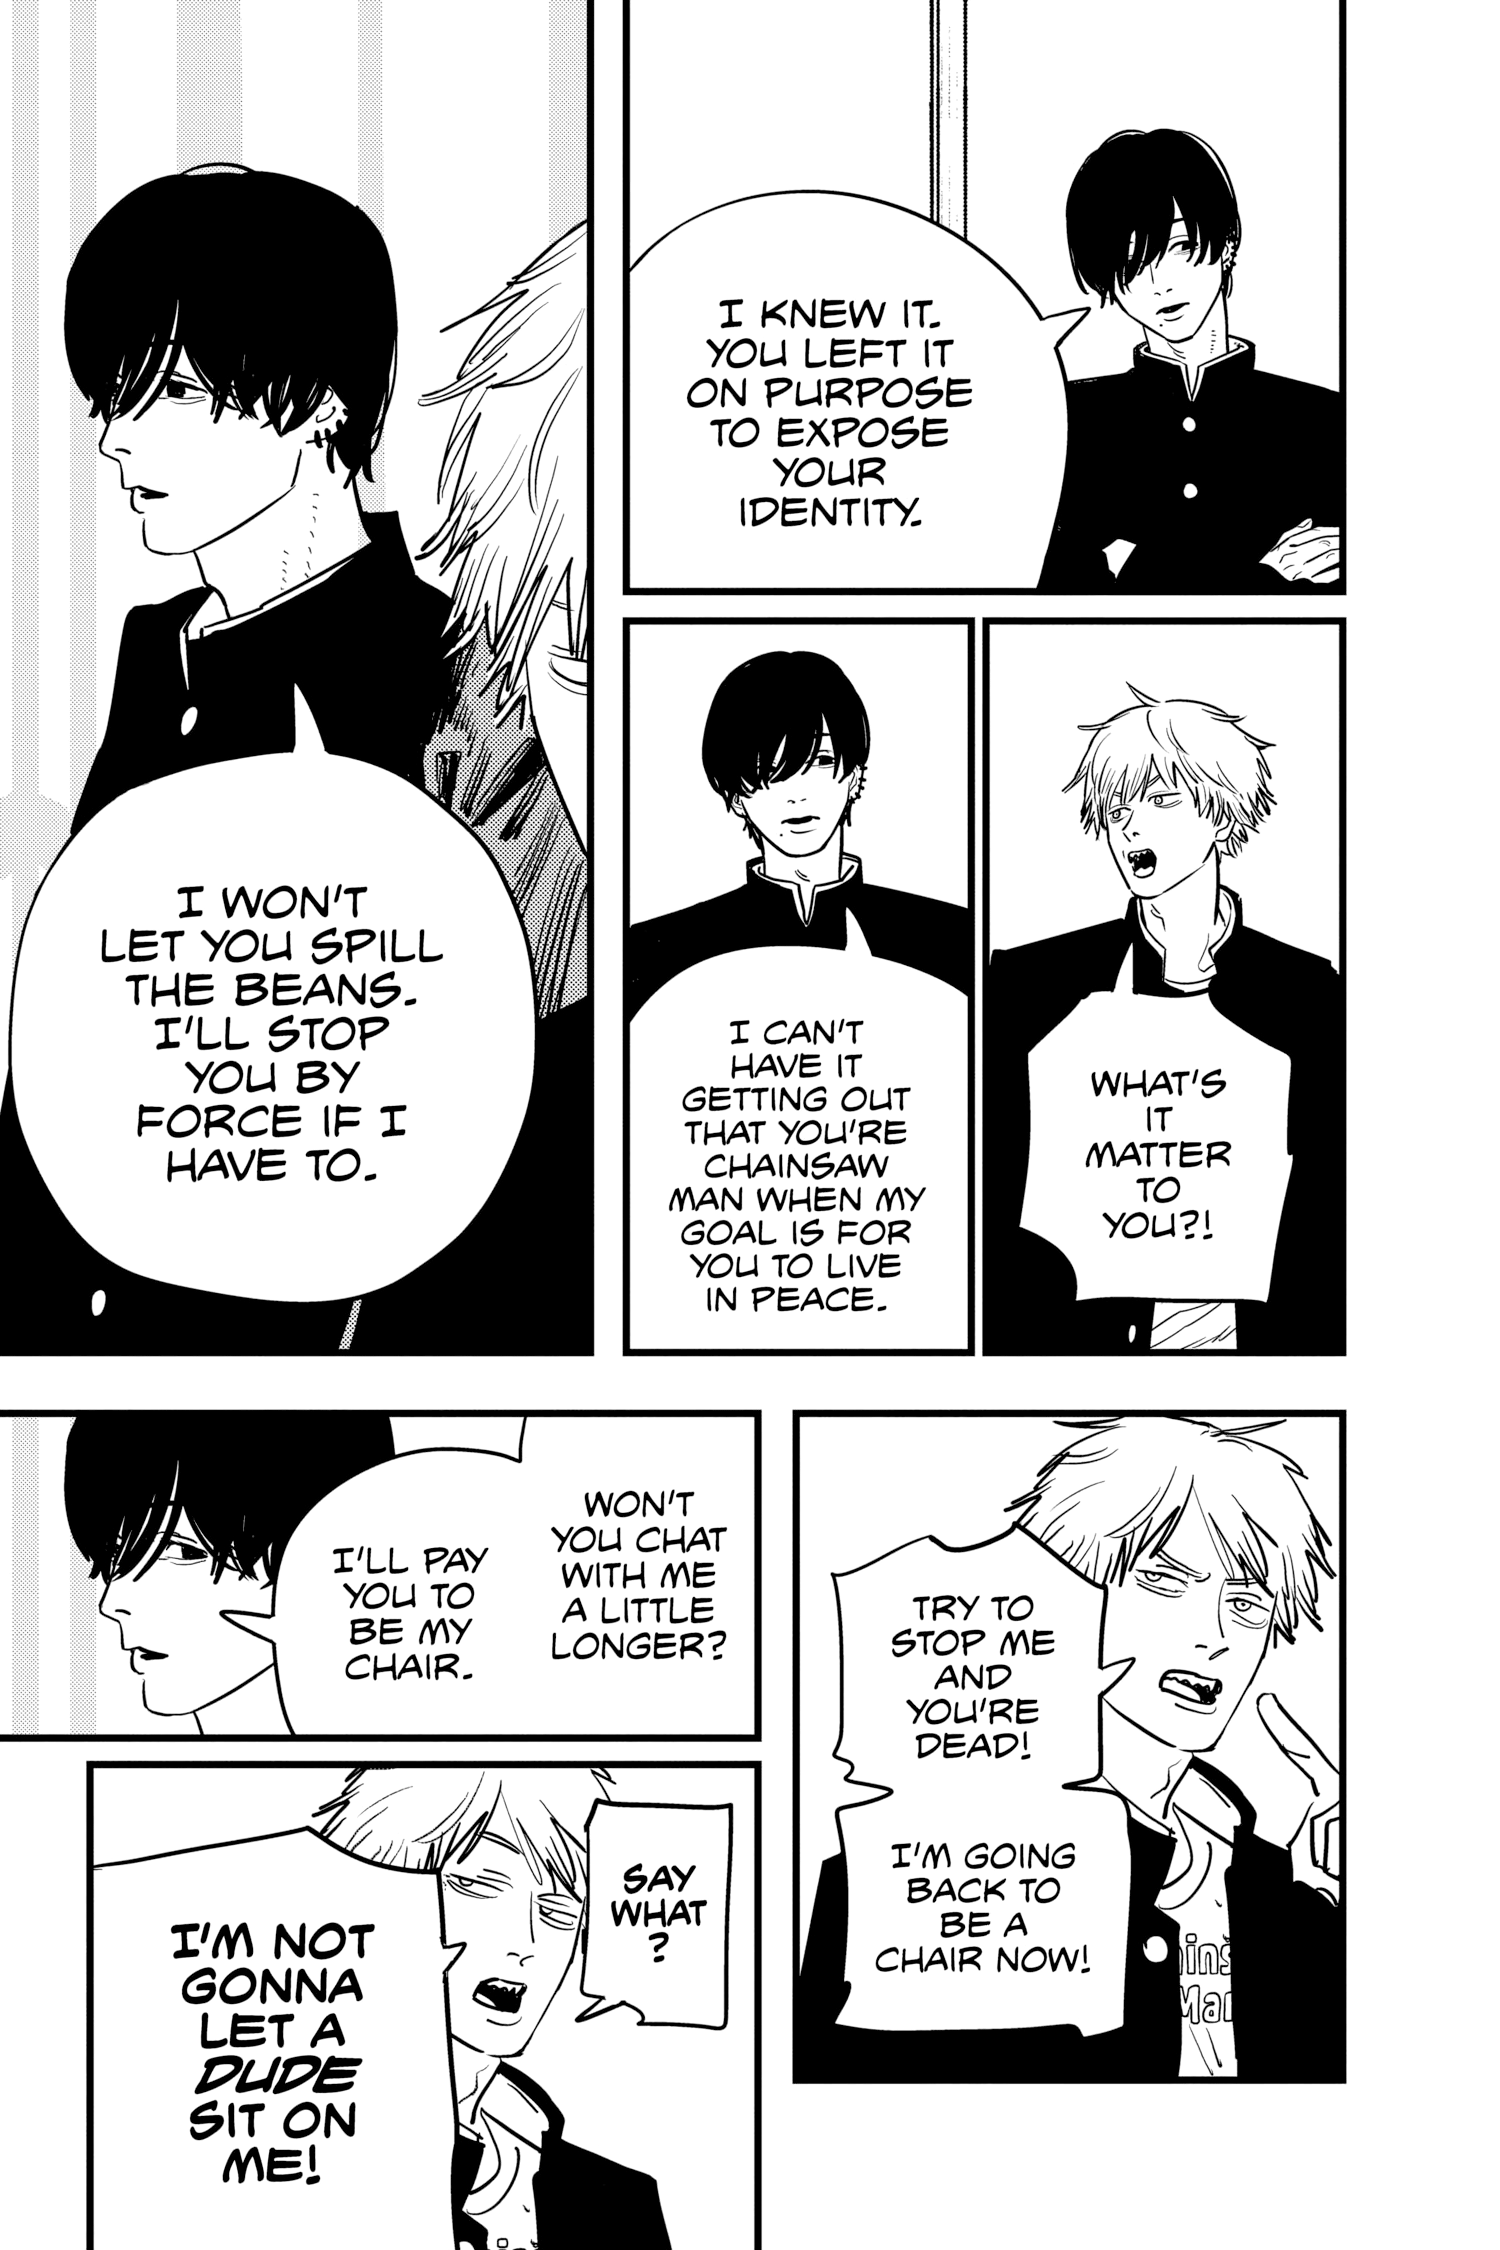 I KNEW IT.
YOU LEFT IT
ON PURPOSE
TO EXPOSE
YOUR
IDENTITY.
WHAT'S
IT
MATTER
TO
YOU?!
I CAN'T
HAVE IT
GETTING OUT
THAT YOU'RE
CHAINSAW
MAN WHEN MY
GOAL IS FOR
YOU TO LIVE
IN PEACE.
I WON'T
LET YOU SPILL
THE BEANS.
I'LL STOP
YOU BY
FORCE IF I
HAVE TO.
TRY TO
STOP ME
AND
YOU'RE
DEAD!
I'M GOING
BACK TO
BE A
CHAIR NOW!
ains
Man
WON'T
YOU CHAT
WITH ME
A LITTLE
LONGER?
I'LL PAY
YOU TO
BE MY
CHAIR.
SAY
WHAT
?
I'M NOT
GONNA
LET A
DUDE
SIT ON
ME!